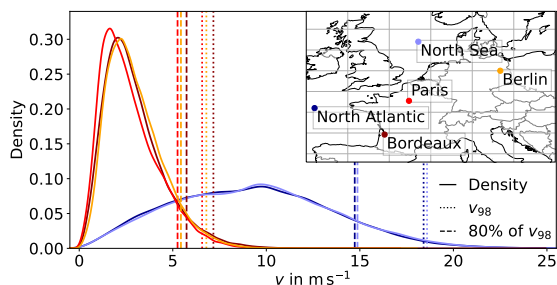 0.30
0.25
0.20
0.15
0.10
0.05
0.00
Density
0
5
10
15
20
25
v in m s⁻¹
North Sea
Berlin
Paris
North Atlantic
Bordeaux
Density
v₉₈
80% of v₉₈